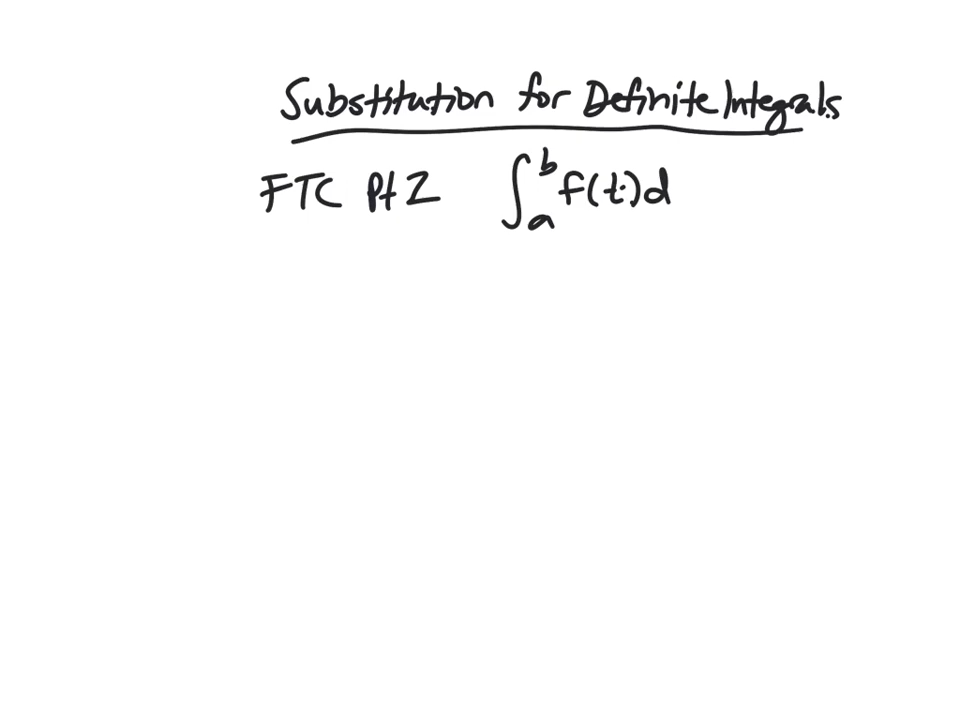 Substitution for Definite Integrals
FTC Pt 2 ∫_a^b f(t)d